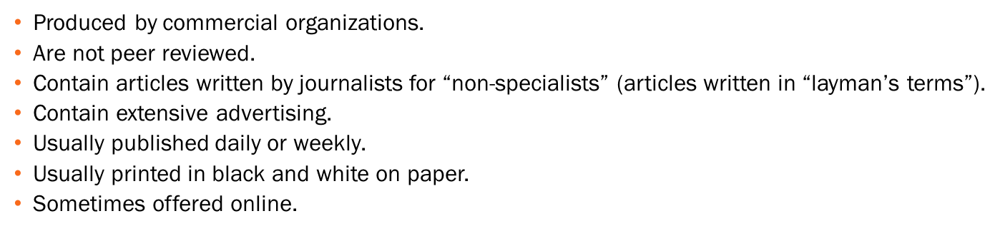 • Produced by commercial organizations.
• Are not peer reviewed.
• Contain articles written by journalists for “non-specialists” (articles written in “layman’s terms”).
• Contain extensive advertising.
• Usually published daily or weekly.
• Usually printed in black and white on paper.
• Sometimes offered online.